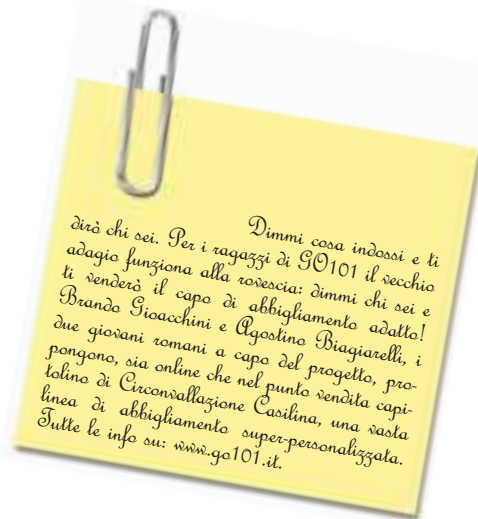 Dimmi cosa indossi e ti
dirò chi sei. Per i ragazzi di GO101 il vecchio
adagio funziona alla rovescia: dimmi chi sei e
ti venderò il capo di abbigliamento adatto!
Brando Gioacchini e Agostino Biagiarelli, i
due giovani romani a capo del progetto, pro-
pongono, sia online che nel punto vendita capi-
tolino di Circonvallazione Casilina, una vasta
linea di abbigliamento super-personalizzata.
Tutte le info su: www.go101.it.